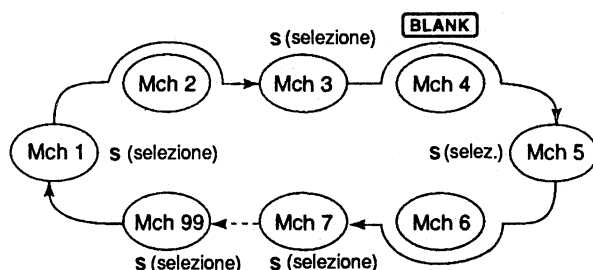 BLANK
s (selezione)
Mch 2
Mch 3
Mch 4
Mch 1
s (selezione)
s (selez.)
Mch 5
Mch 99
Mch 7
Mch 6
s (selezione)
s (selezione)